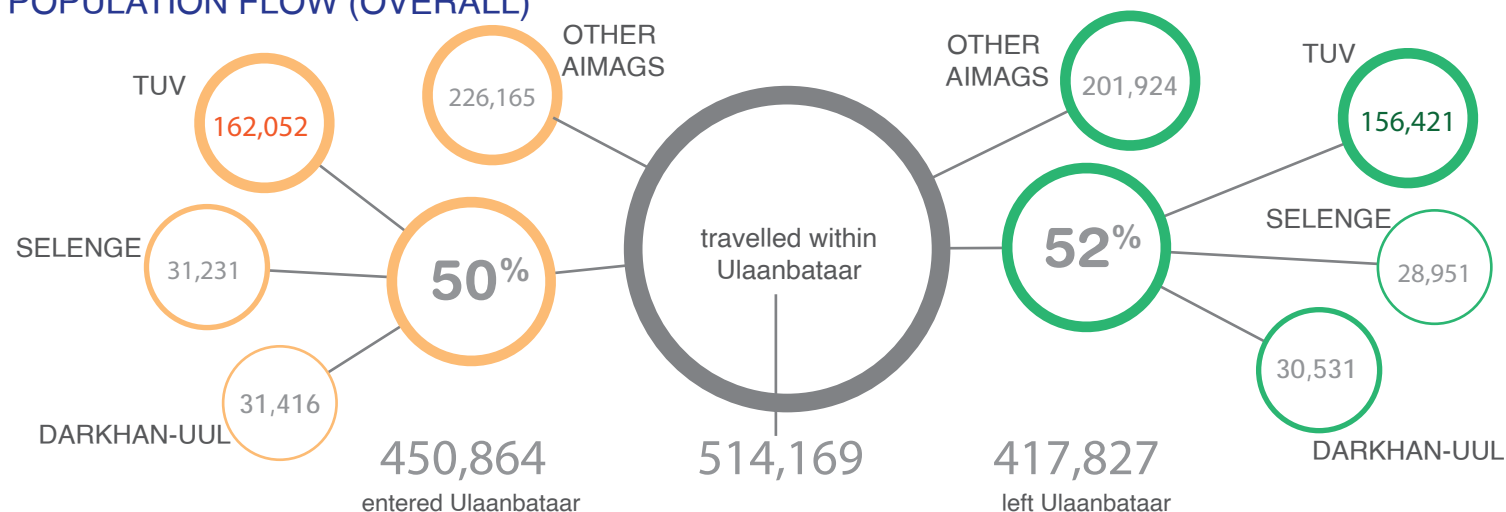 POPULATION FLOW (OVERALL)
OTHER
AIMAGS
226,165
TUV
162,052
SELENGE
31,231
DARKHAN-UUL
31,416
50%
450,864
entered Ulaanbataar
travelled within
Ulaanbataar
514,169
OTHER
AIMAGS
201,924
TUV
156,421
SELENGE
28,951
DARKHAN-UUL
30,531
52%
417,827
left Ulaanbataar